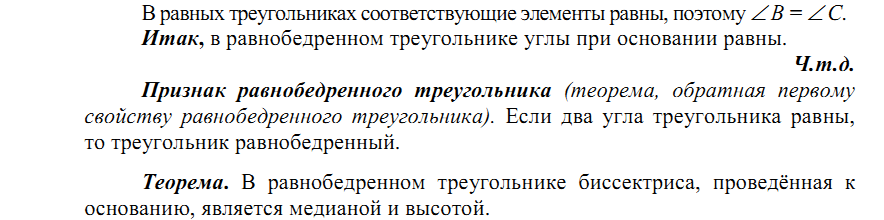 В равных треугольниках соответствующие элементы равны, поэтому ∠B = ∠C.
Итак, в равнобедренном треугольнике углы при основании равны.
Ч.т.д.
Признак равнобедренного треугольника (теорема, обратная первому
свойству равнобедренного треугольника). Если два угла треугольника равны,
то треугольник равнобедренный.
Теорема. В равнобедренном треугольнике биссектриса, проведённая к
основанию, является медианой и высотой.